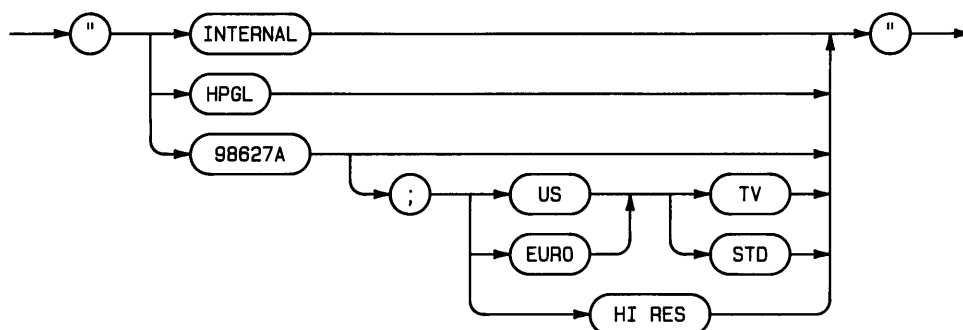 " INTERNAL "
HPGL
98627A
; US TV
EURO STD
HI RES